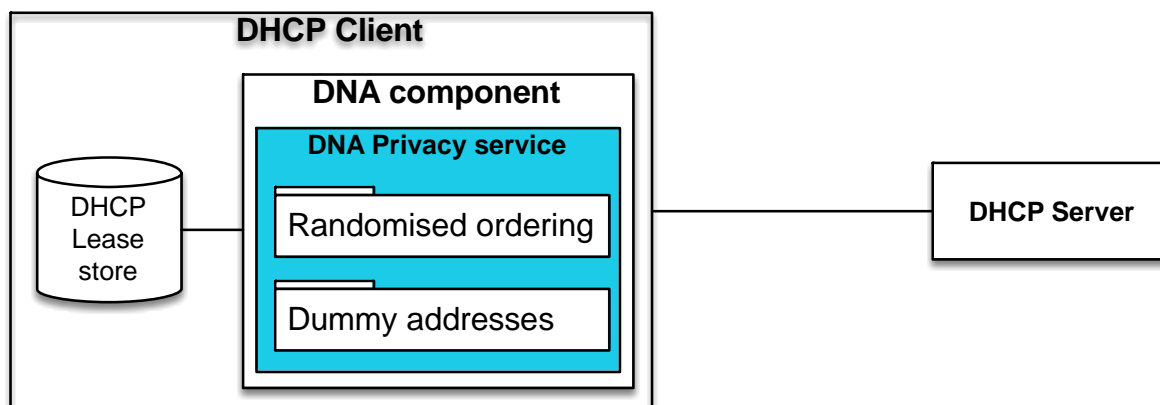 DHCP Client
DNA component
DNA Privacy service
DHCP
Lease
store
Randomised ordering
Dummy addresses
DHCP Server